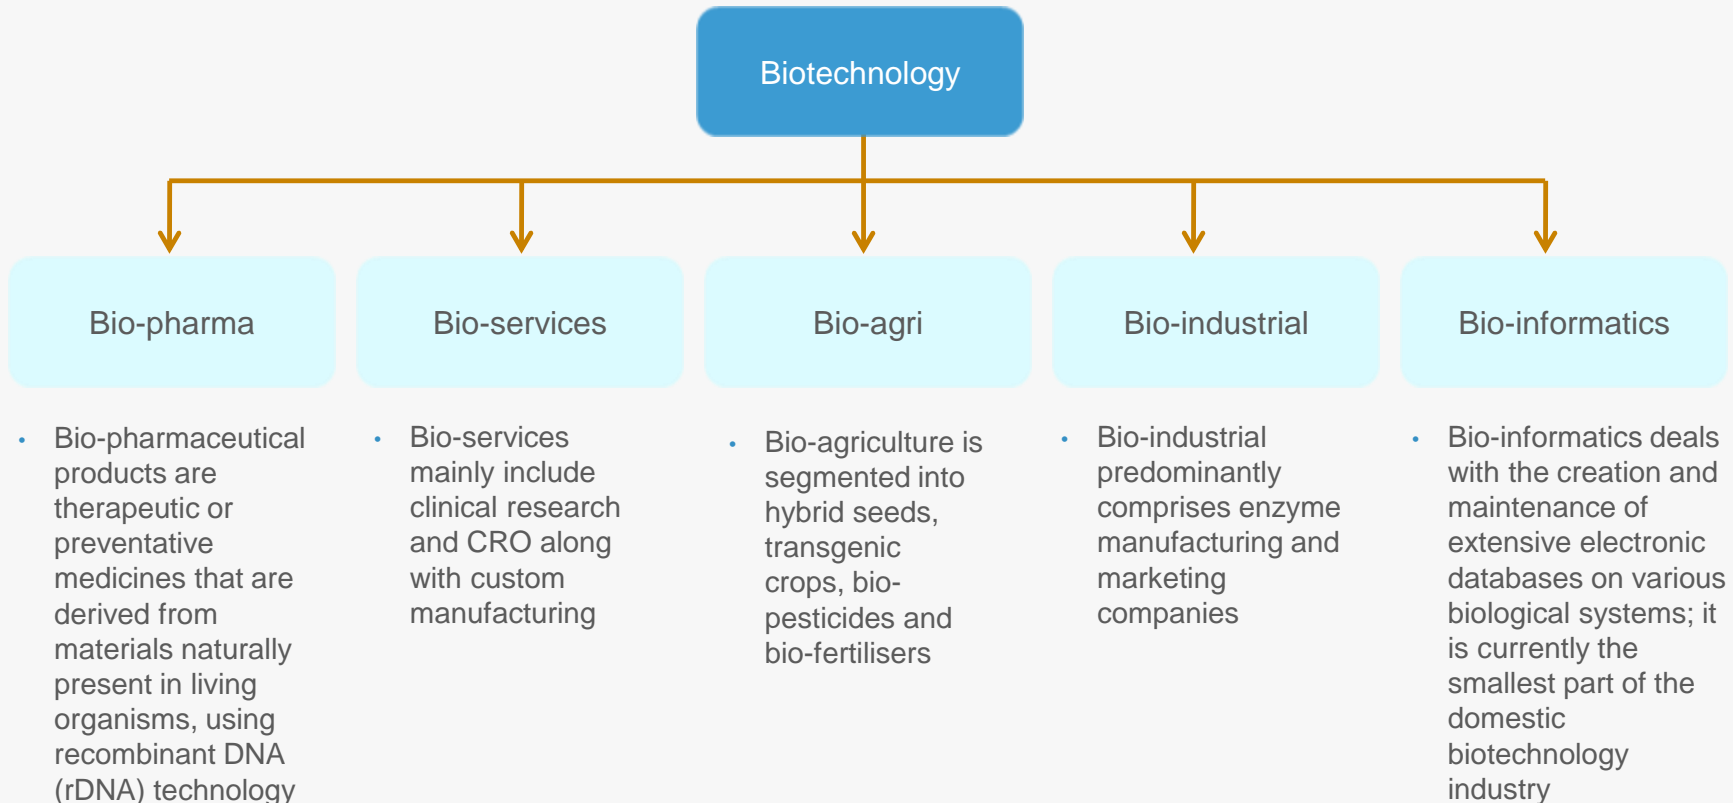 Biotechnology
Bio-pharma
Bio-services
Bio-agri
Bio-industrial
Bio-informatics
• Bio-pharmaceutical
products are
therapeutic or
preventative
medicines that are
derived from
materials naturally
present in living
organisms, using
recombinant DNA
(rDNA) technology
• Bio-services
mainly include
clinical research
and CRO along
with custom
manufacturing
• Bio-agriculture is
segmented into
hybrid seeds,
transgenic
crops, bio-
pesticides and
bio-fertilisers
• Bio-industrial
predominantly
comprises enzyme
manufacturing and
marketing
companies
• Bio-informatics deals
with the creation and
maintenance of
extensive electronic
databases on various
biological systems; it
is currently the
smallest part of the
domestic
biotechnology
industry